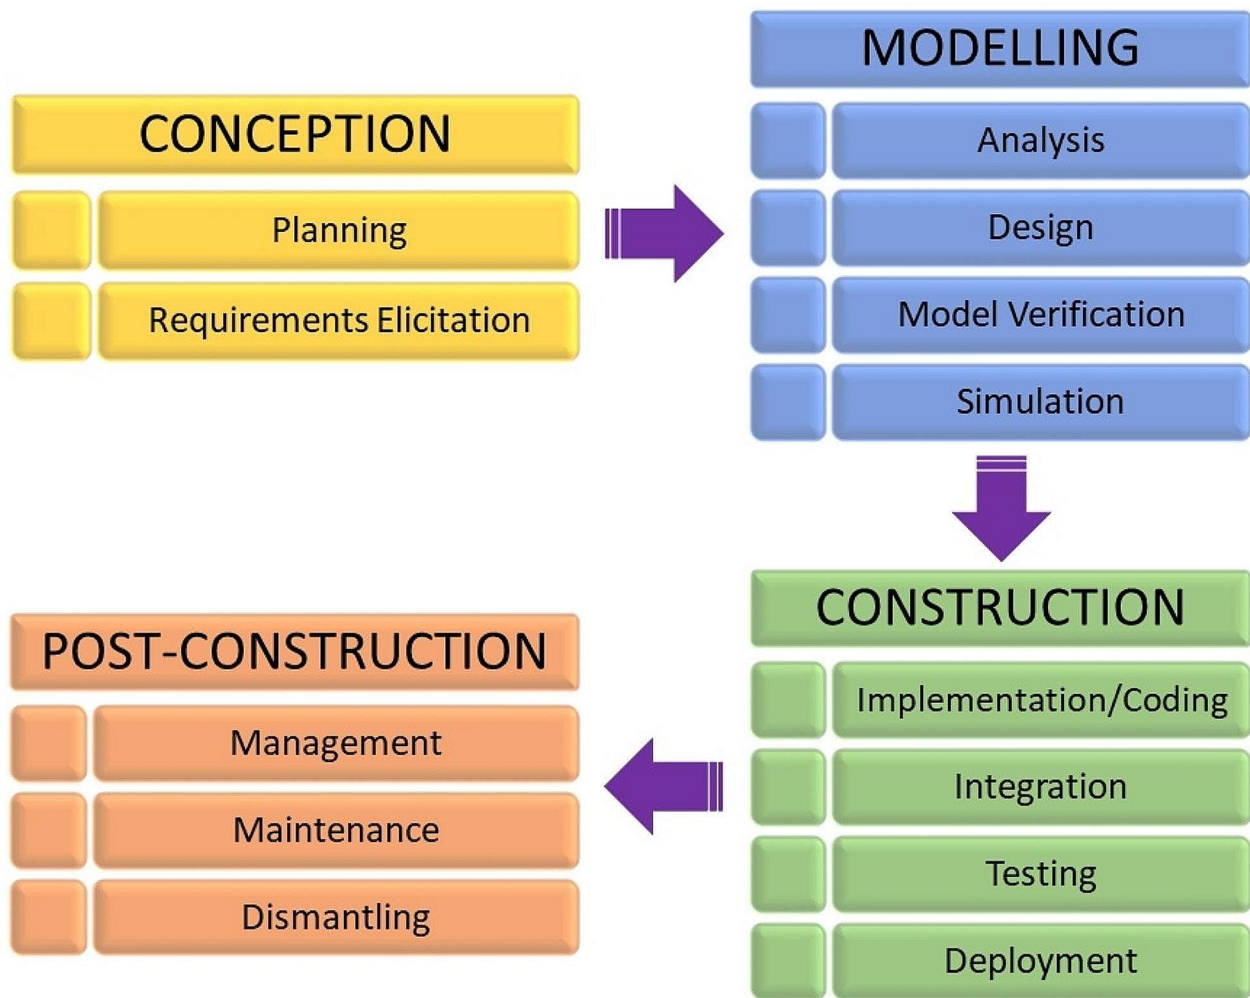 CONCEPTION
Planning
Requirements Elicitation
MODELLING
Analysis
Design
Model Verification
Simulation
CONSTRUCTION
Implementation/Coding
Integration
Testing
Deployment
POST-CONSTRUCTION
Management
Maintenance
Dismantling